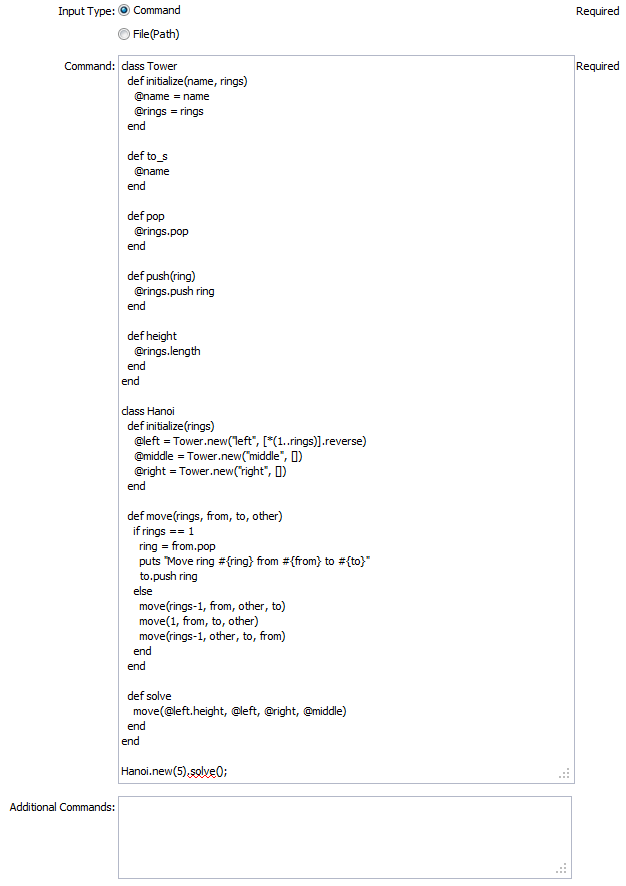 Input Type: Command Required
File(Path)
Command: class Tower Required
  def initialize(name, rings)
    @name = name
    @rings = rings
  end

  def to_s
    @name
  end

  def pop
    @rings.pop
  end

  def push(ring)
    @rings.push ring
  end

  def height
    @rings.length
  end
end

class Hanoi
  def initialize(rings)
    @left = Tower.new("left", [*(1..rings)].reverse)
    @middle = Tower.new("middle", [])
    @right = Tower.new("right", [])
  end

  def move(rings, from, to, other)
    if rings == 1
      ring = from.pop
      puts "Move ring #{ring} from #{from} to #{to}"
      to.push ring
    else
      move(rings-1, from, other, to)
      move(1, from, to, other)
      move(rings-1, other, to, from)
    end
  end

  def solve
    move(@left.height, @left, @right, @middle)
  end
end

Hanoi.new(5).solve();
Additional Commands: